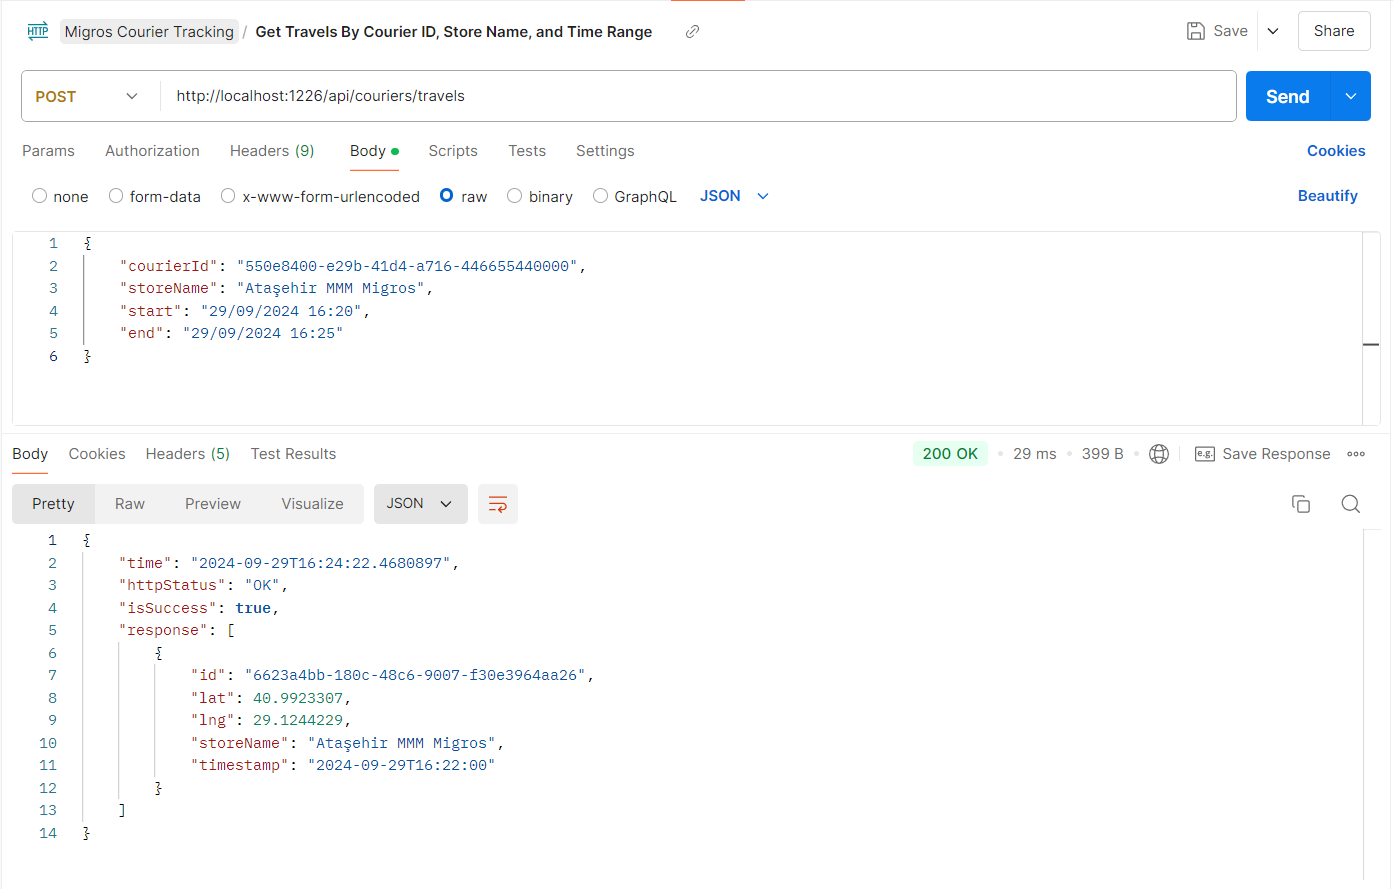 HTTP Migros Courier Tracking / Get Travels By Courier ID, Store Name, and Time Range Save Share
POST http://localhost:1226/api/couriers/travels Send
Params Authorization Headers (9) Body Scripts Tests Settings Cookies
none form-data x-www-form-urlencoded raw binary GraphQL JSON Beautify
1 {
2 "courierId": "550e8400-e29b-41d4-a716-446655440000",
3 "storeName": "Ataşehir MMM Migros",
4 "start": "29/09/2024 16:20",
5 "end": "29/09/2024 16:25"
6 }
Body Cookies Headers (5) Test Results 200 OK 29 ms 399 B e.g. Save Response
Pretty Raw Preview Visualize JSON
1 {
2 "time": "2024-09-29T16:24:22.4680897",
3 "httpStatus": "OK",
4 "isSuccess": true,
5 "response": [
6 {
7 "id": "6623a4bb-180c-48c6-9007-f30e3964aa26",
8 "lat": 40.9923307,
9 "lng": 29.1244229,
10 "storeName": "Ataşehir MMM Migros",
11 "timestamp": "2024-09-29T16:22:00"
12 }
13 ]
14 }